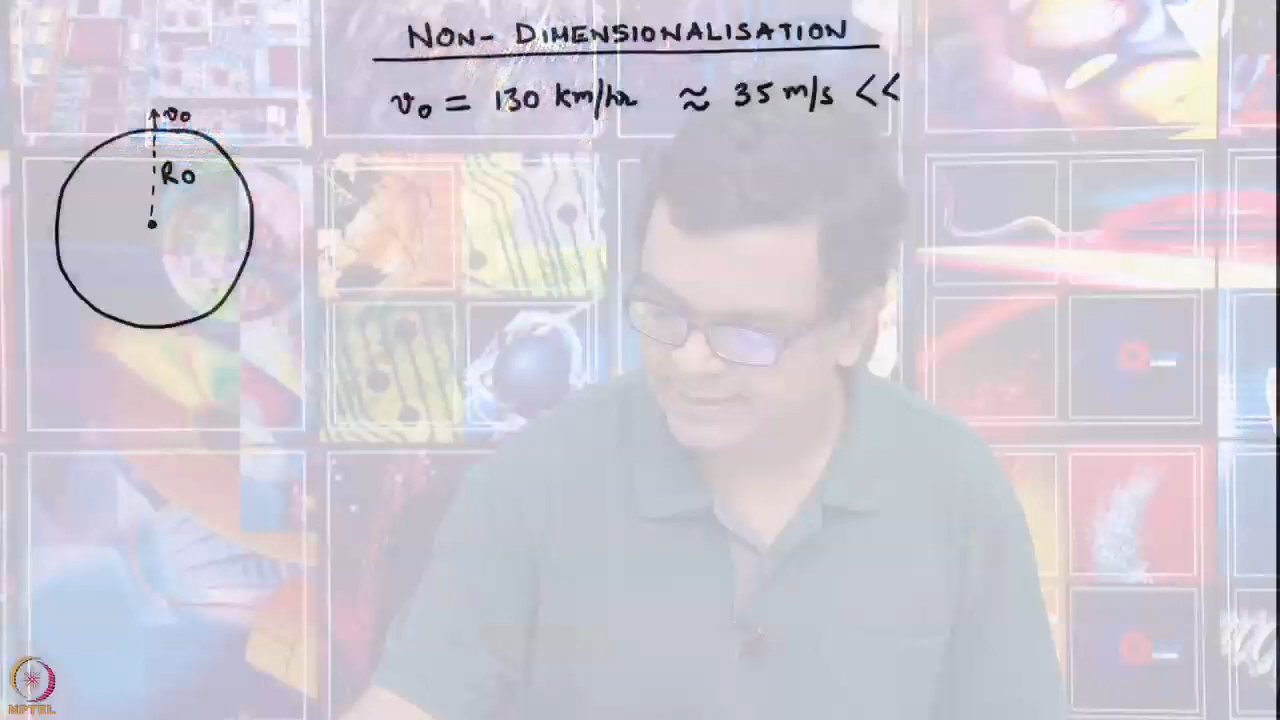 NON-DIMENSIONALISATION
v₀ = 130 km/hr ≈ 35 m/s <<
v₀
R₀
NPTEL